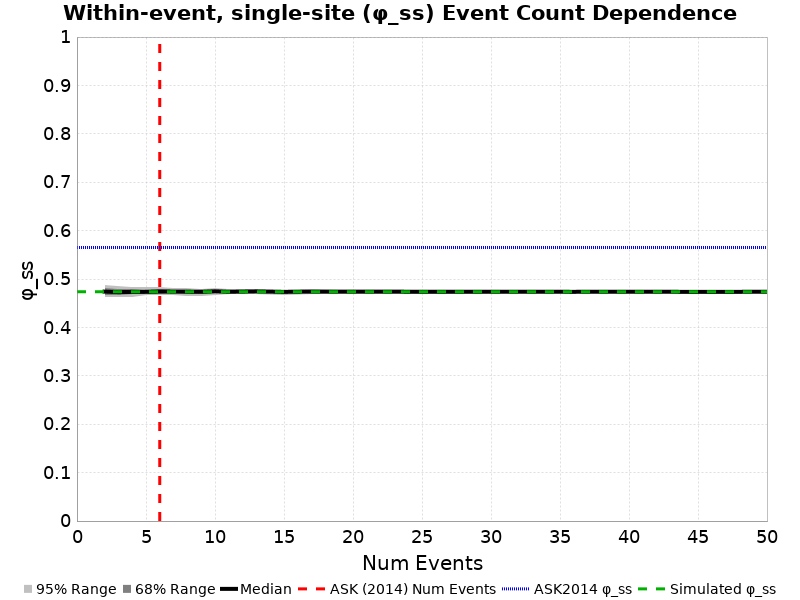 Within-event, single-site (φ_ss) Event Count Dependence
1
0.9
0.8
0.7
0.6
0.5
0.4
0.3
0.2
0.1
0
φ_ss
0 5 10 15 20 25 30 35 40 45 50
Num Events
95% Range 68% Range Median ASK (2014) Num Events ASK2014 φ_ss Simulated φ_ss